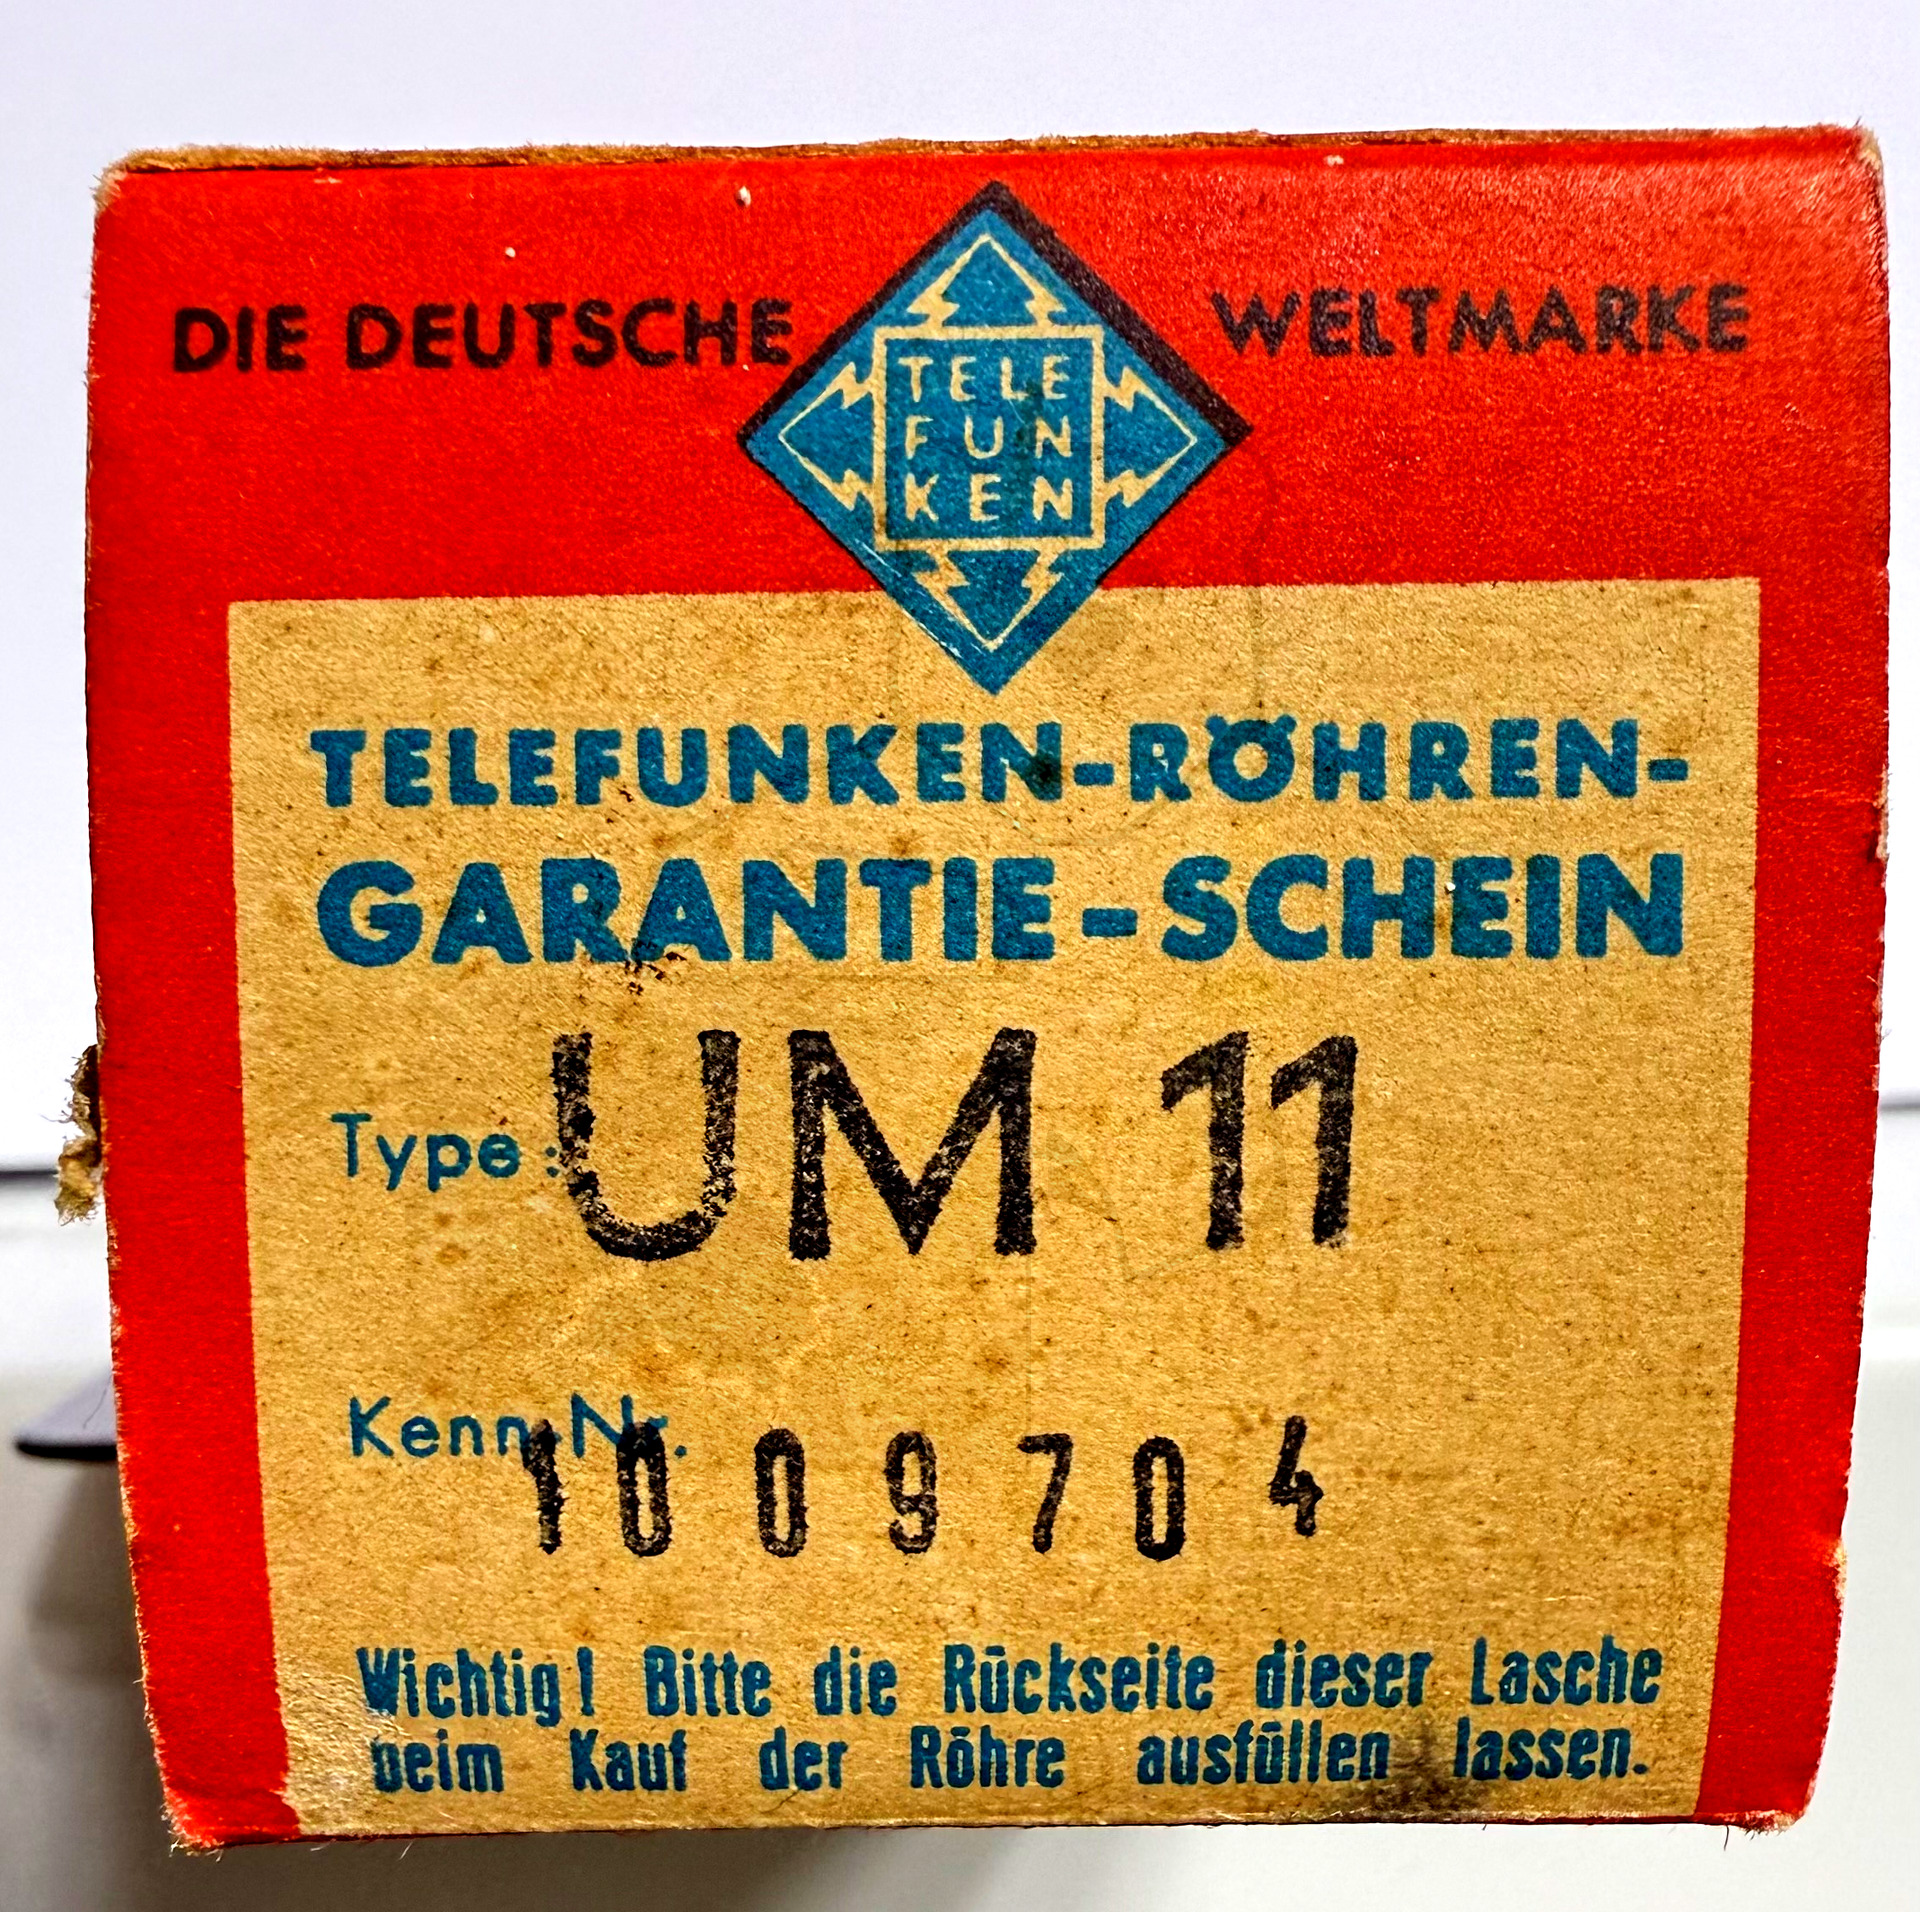 DIE DEUTSCHE WELTMARKE
TELE
FUN
KEN
TELEFUNKEN-RÖHREN-
GARANTIE-SCHEIN
Type: UM 11
Kenn-Nr. 1009704
Wichtig! Bitte die Rückseite dieser Lasche
beim Kauf der Röhre ausfüllen lassen.